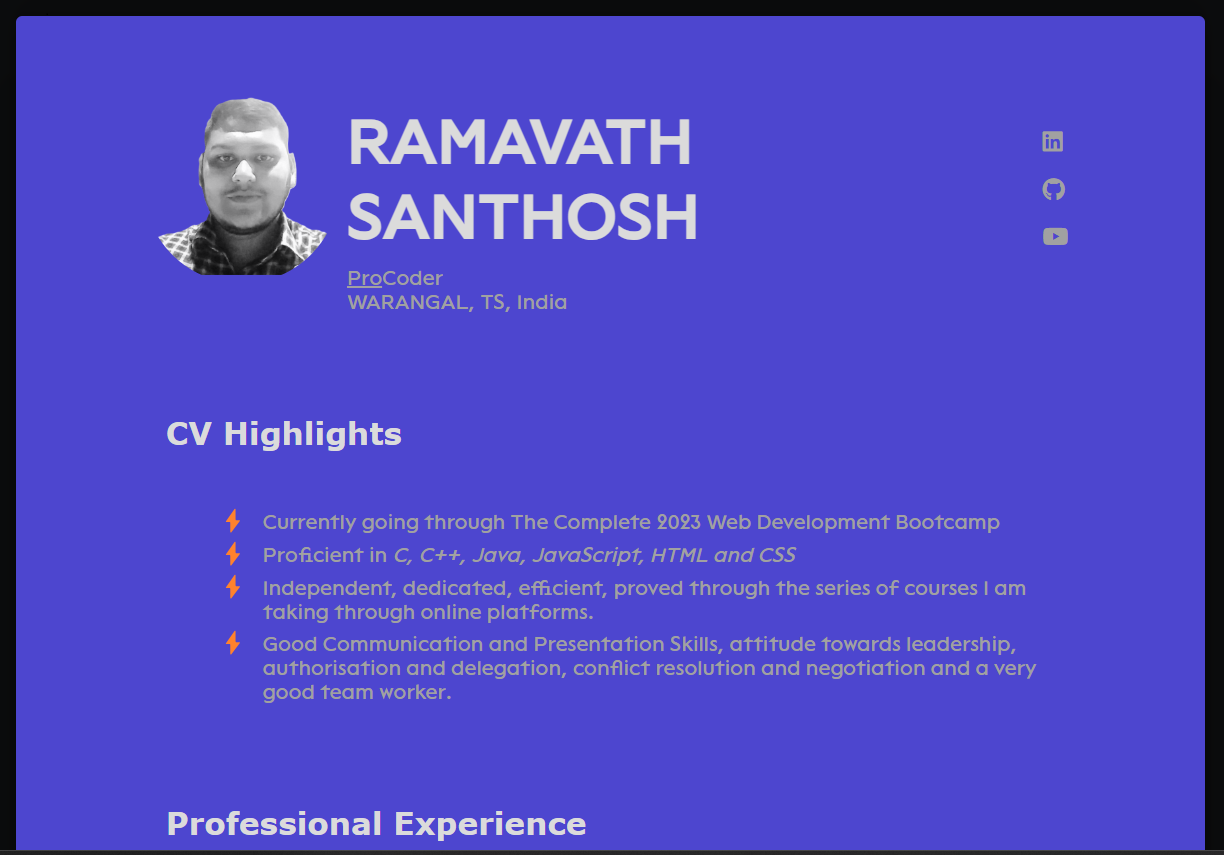 RAMAVATH
SANTHOSH
ProCoder
WARANGAL, TS, India
CV Highlights
Currently going through The Complete 2023 Web Development Bootcamp
Proficient in C, C++, Java, JavaScript, HTML and CSS
Independent, dedicated, efficient, proved through the series of courses I am
taking through online platforms.
Good Communication and Presentation Skills, attitude towards leadership,
authorisation and delegation, conflict resolution and negotiation and a very
good team worker.
Professional Experience